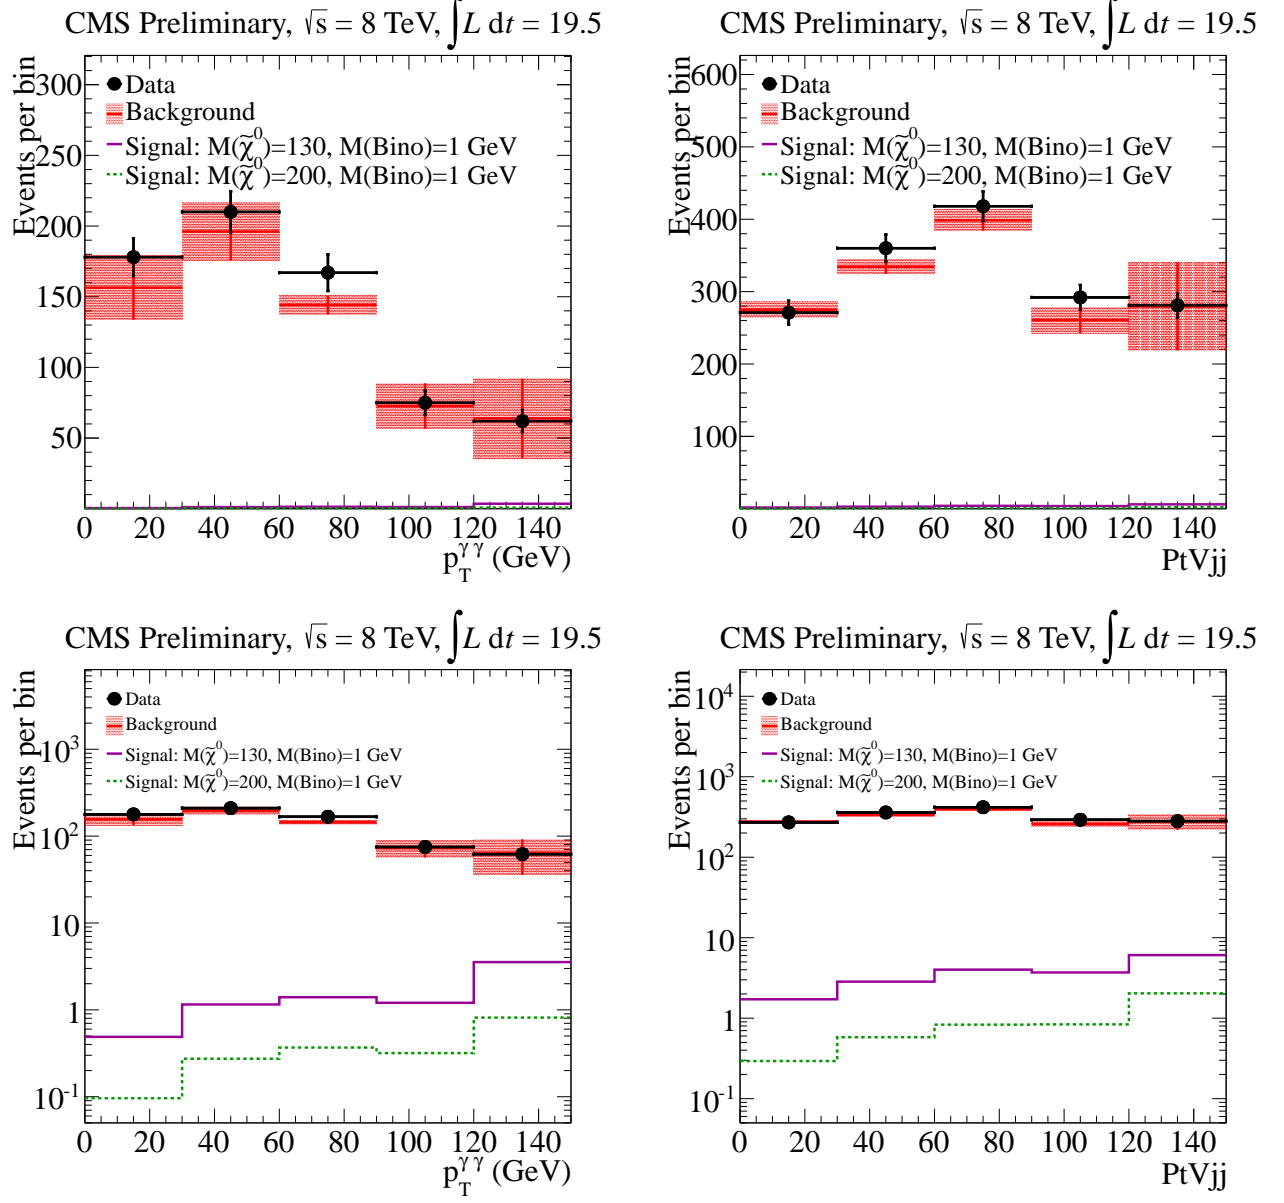 CMS Preliminary, √s = 8 TeV, ∫L dt = 19.5
Events per bin
300
250
200
150
100
50
Data
Background
Signal: M(χ̃⁰)=130, M(Bino)=1 GeV
Signal: M(χ̃⁰)=200, M(Bino)=1 GeV
0 20 40 60 80 100 120 140
p_T^γγ (GeV)
CMS Preliminary, √s = 8 TeV, ∫L dt = 19.5
Events per bin
600
500
400
300
200
100
Data
Background
Signal: M(χ̃⁰)=130, M(Bino)=1 GeV
Signal: M(χ̃⁰)=200, M(Bino)=1 GeV
0 20 40 60 80 100 120 140
PtVjj
CMS Preliminary, √s = 8 TeV, ∫L dt = 19.5
Events per bin
10³
10²
10
1
10⁻¹
Data
Background
Signal: M(χ̃⁰)=130, M(Bino)=1 GeV
Signal: M(χ̃⁰)=200, M(Bino)=1 GeV
0 20 40 60 80 100 120 140
p_T^γγ (GeV)
CMS Preliminary, √s = 8 TeV, ∫L dt = 19.5
Events per bin
10⁴
10³
10²
10
1
10⁻¹
Data
Background
Signal: M(χ̃⁰)=130, M(Bino)=1 GeV
Signal: M(χ̃⁰)=200, M(Bino)=1 GeV
0 20 40 60 80 100 120 140
PtVjj